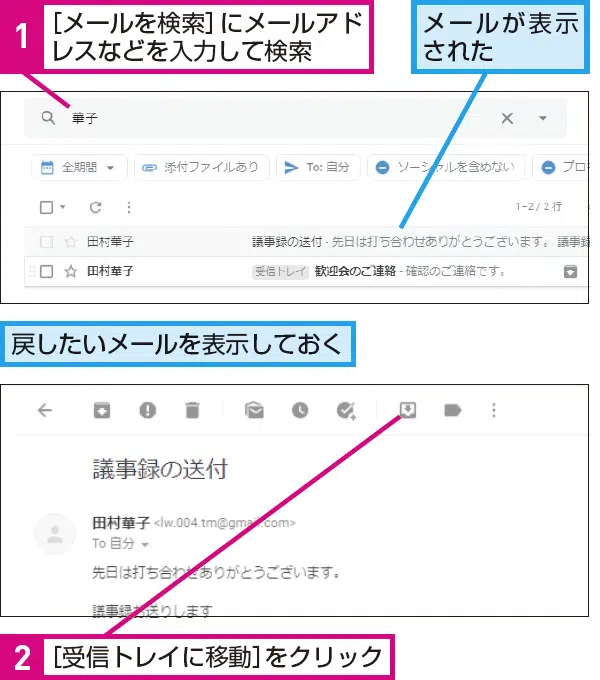 1
[メールを検索]にメールアド
レスなどを入力して検索
メールが表示
された
華子
全期間
添付ファイルあり
To: 自分
ソーシャルを含めない
プロ
1–2 / 2 行
田村華子 議事録の送付 - 先日は打ち合わせありがとうございます。 議事録
田村華子 受信トレイ 歓迎会のご連絡 - 確認のご連絡です。
戻したいメールを表示しておく
議事録の送付
田村華子 <lw.004.tm@gmail.com>
To 自分
先日は打ち合わせありがとうございます。
議事録お送りします
2
[受信トレイに移動]をクリック